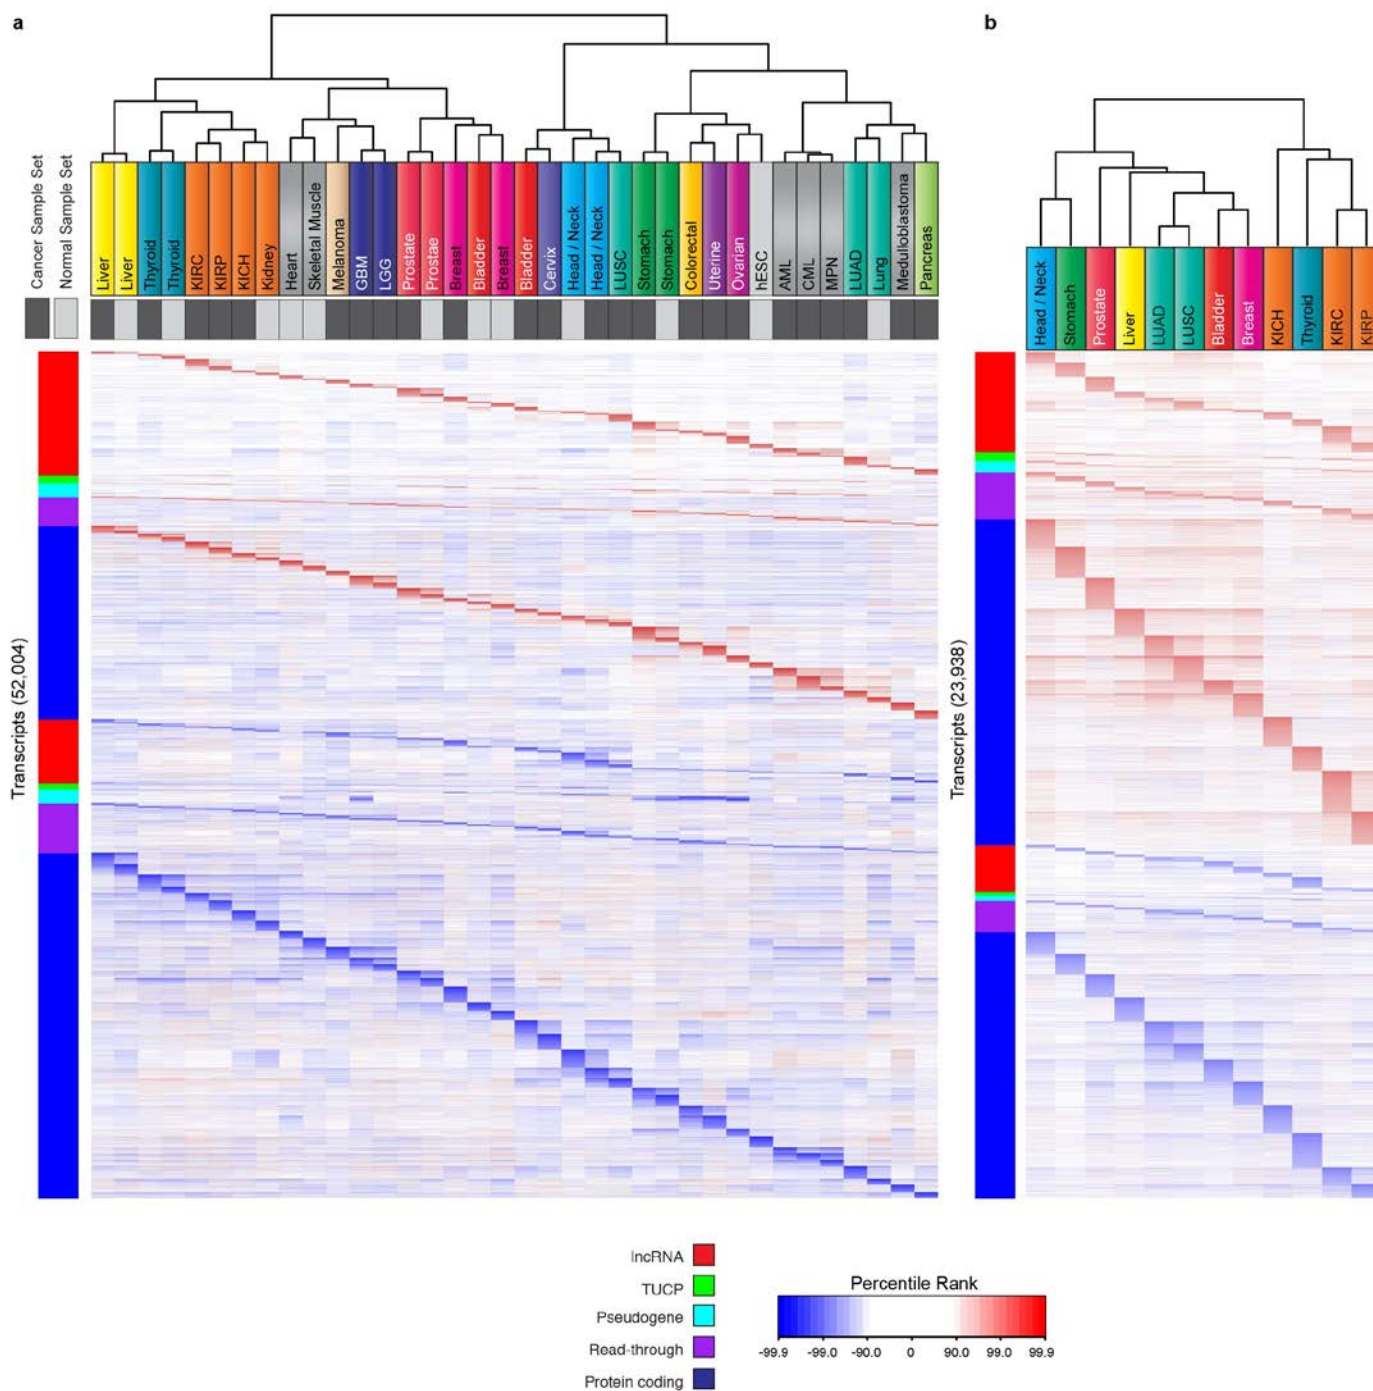 a
b
Cancer Sample Set
Normal Sample Set
Liver
Liver
Thyroid
Thyroid
KIRC
KIRP
KICH
Kidney
Heart
Skeletal Muscle
Melanoma
GBM
LGG
Prostate
Prostae
Breast
Bladder
Breast
Bladder
Cervix
Head / Neck
Head / Neck
LUSC
Stomach
Stomach
Colorectal
Uterine
Ovarian
hESC
AML
CML
MPN
LUAD
Lung
Meduloblastoma
Pancreas
Head / Neck
Stomach
Prostate
Liver
LUAD
LUSC
Bladder
Breast
KICH
Thyroid
KIRC
KIRP
Transcripts (52,004)
Transcripts (23,938)
lncRNA
TUCP
Pseudogene
Read-through
Protein coding
Percentile Rank
-99.9 -99.0 -90.0 0 90.0 99.0 99.9